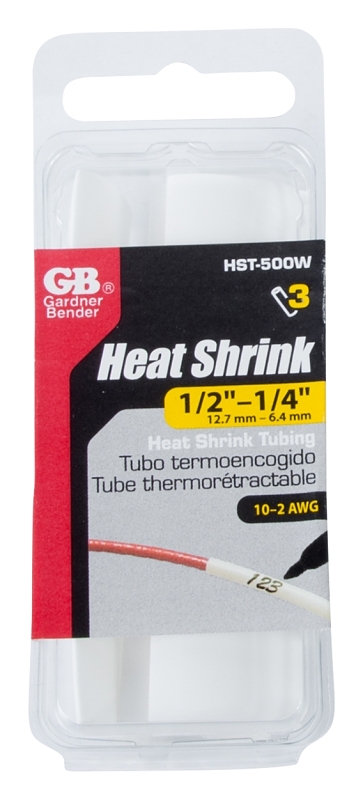 HST-500W
GB®
Gardner
Bender
3
Heat Shrink
1/2"–1/4"
12.7 mm – 6.4 mm
Heat Shrink Tubing
Tubo termoencogido
Tube thermorétractable
10–2 AWG
123